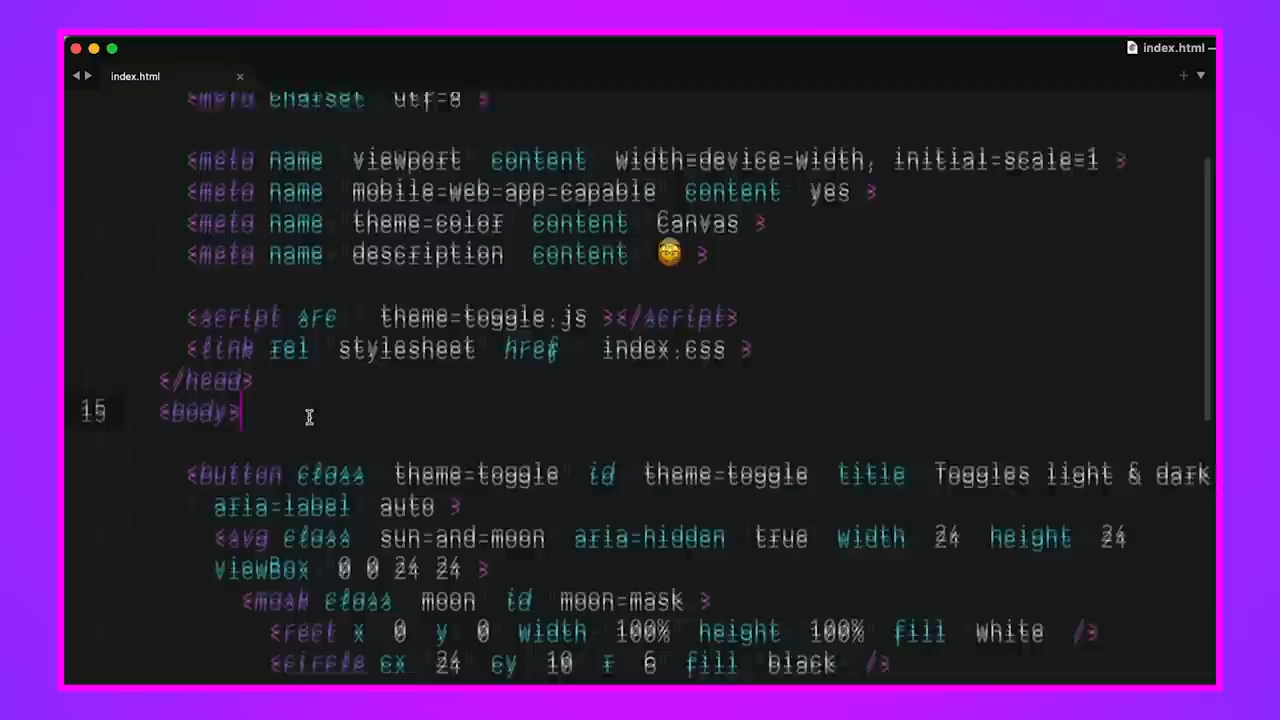 index.html —
index.html
<meta charset utf-8 >
<meta name viewport content width=device-width, initial-scale=1 >
<meta name mobile-web-app-capable content yes >
<meta name theme-color content Canvas >
<meta name description content >
<script src theme-toggle.js ></script>
<link rel stylesheet href index.css >
</head>
15 <body>
<button class theme-toggle id theme-toggle title Toggles light & dark
aria-label auto >
<svg class sun-and-moon aria-hidden true width 24 height 24
viewBox 0 0 24 24 >
<mask class moon id moon-mask >
<rect x 0 y 0 width 100% height 100% fill white />
<circle cx 24 cy 10 r 6 fill black />